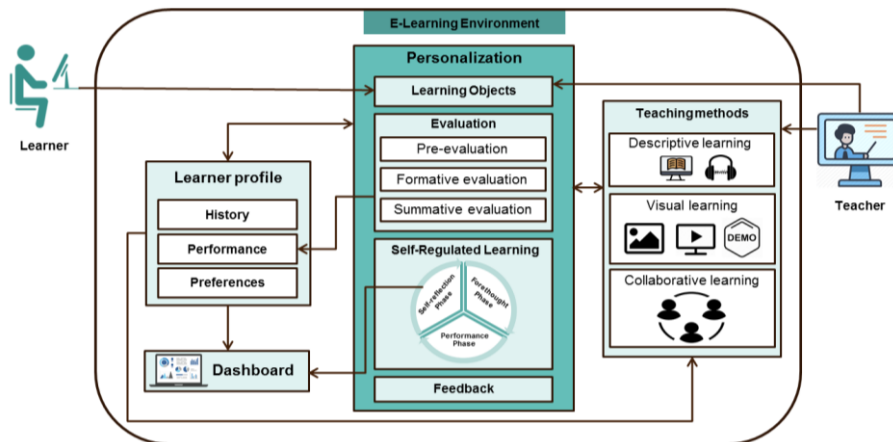 E-Learning Environment
Personalization
Learning Objects
Evaluation
Pre-evaluation
Formative evaluation
Summative evaluation
Self-Regulated Learning
Self-reflection
Phase
Forethought
Phase
Performance
Phase
Feedback
Learner
Learner profile
History
Performance
Preferences
Dashboard
Teaching methods
Descriptive learning
Visual learning
DEMO
Collaborative learning
Teacher